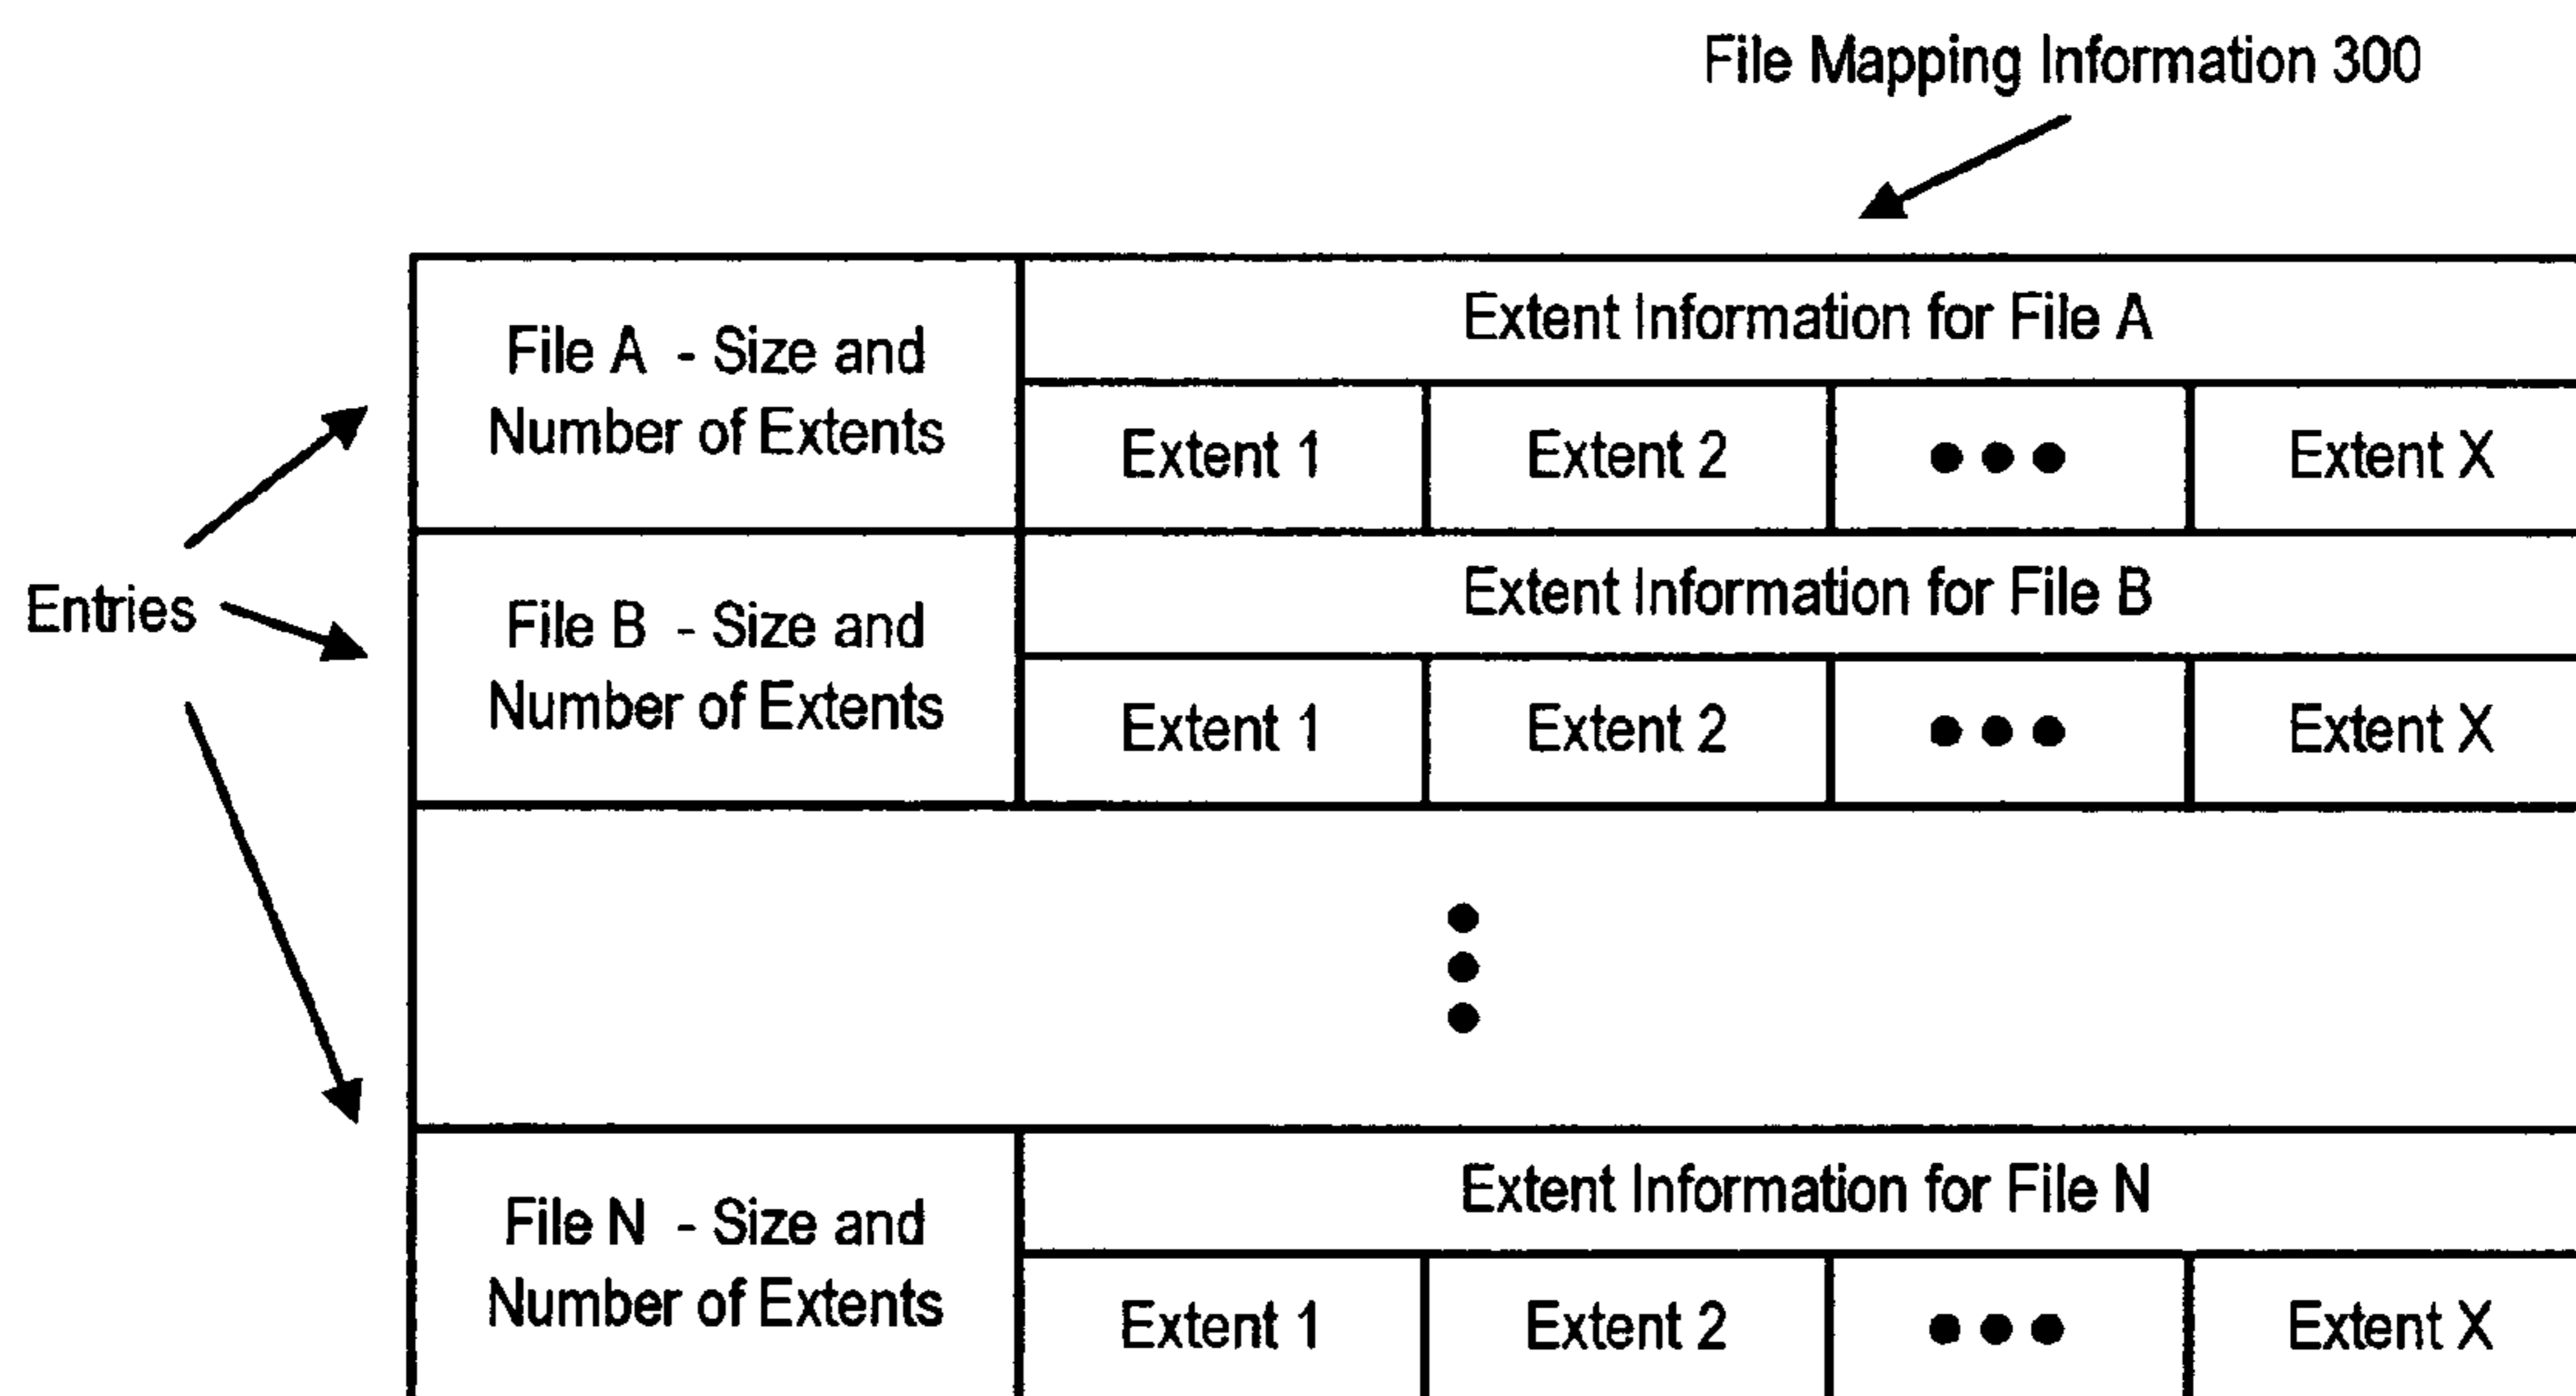 File Mapping Information 300
Extent Information for File A
File A - Size and
Number of Extents
Extent 1
Extent 2
●●●
Extent X
Entries
Extent Information for File B
File B - Size and
Number of Extents
Extent 1
Extent 2
●●●
Extent X
Extent Information for File N
File N - Size and
Number of Extents
Extent 1
Extent 2
●●●
Extent X